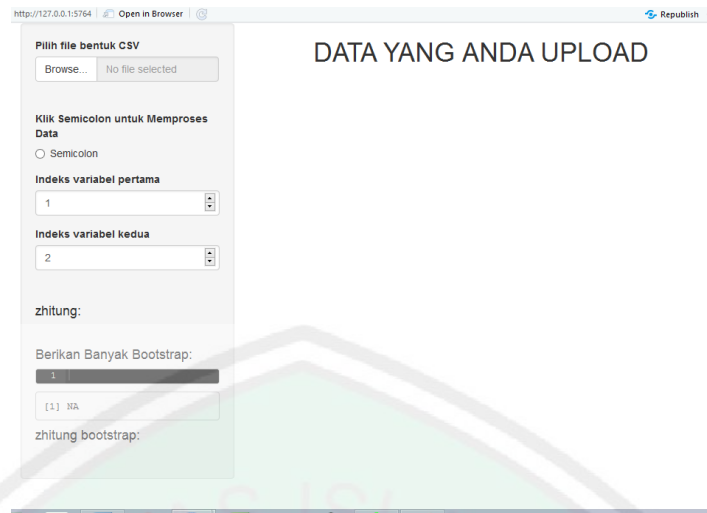 http://127.0.0.1:5764 Open in Browser Republish
Pilih file bentuk CSV
Browse... No file selected
DATA YANG ANDA UPLOAD
Klik Semicolon untuk Memproses
Data
Semicolon
Indeks variabel pertama
1
Indeks variabel kedua
2
zhitung:
Berikan Banyak Bootstrap:
1
[1] NA
zhitung bootstrap: